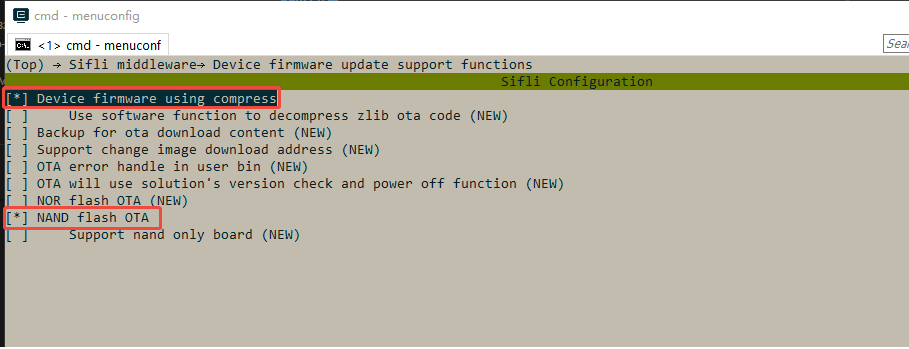 cmd - menuconfig
<1> cmd - menuconf
(Top) → Sifli middleware→ Device firmware update support functions
Sifli Configuration
[*] Device firmware using compress
[ ] Use software function to decompress zlib ota code (NEW)
[ ] Backup for ota download content (NEW)
[ ] Support change image download address (NEW)
[ ] OTA error handle in user bin (NEW)
[ ] OTA will use solution's version check and power off function (NEW)
[ ] NOR flash OTA (NEW)
[*] NAND flash OTA
[ ] Support nand only board (NEW)